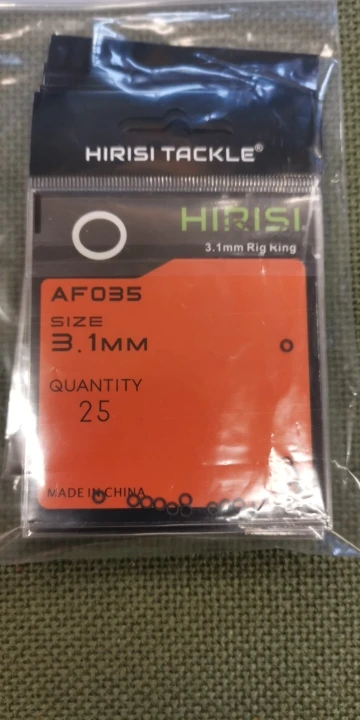 HIRISI TACKLE®
HIRISI
3.1mm Rig Ring
AF035
SIZE
3.1MM
QUANTITY
25
MADE IN CHINA